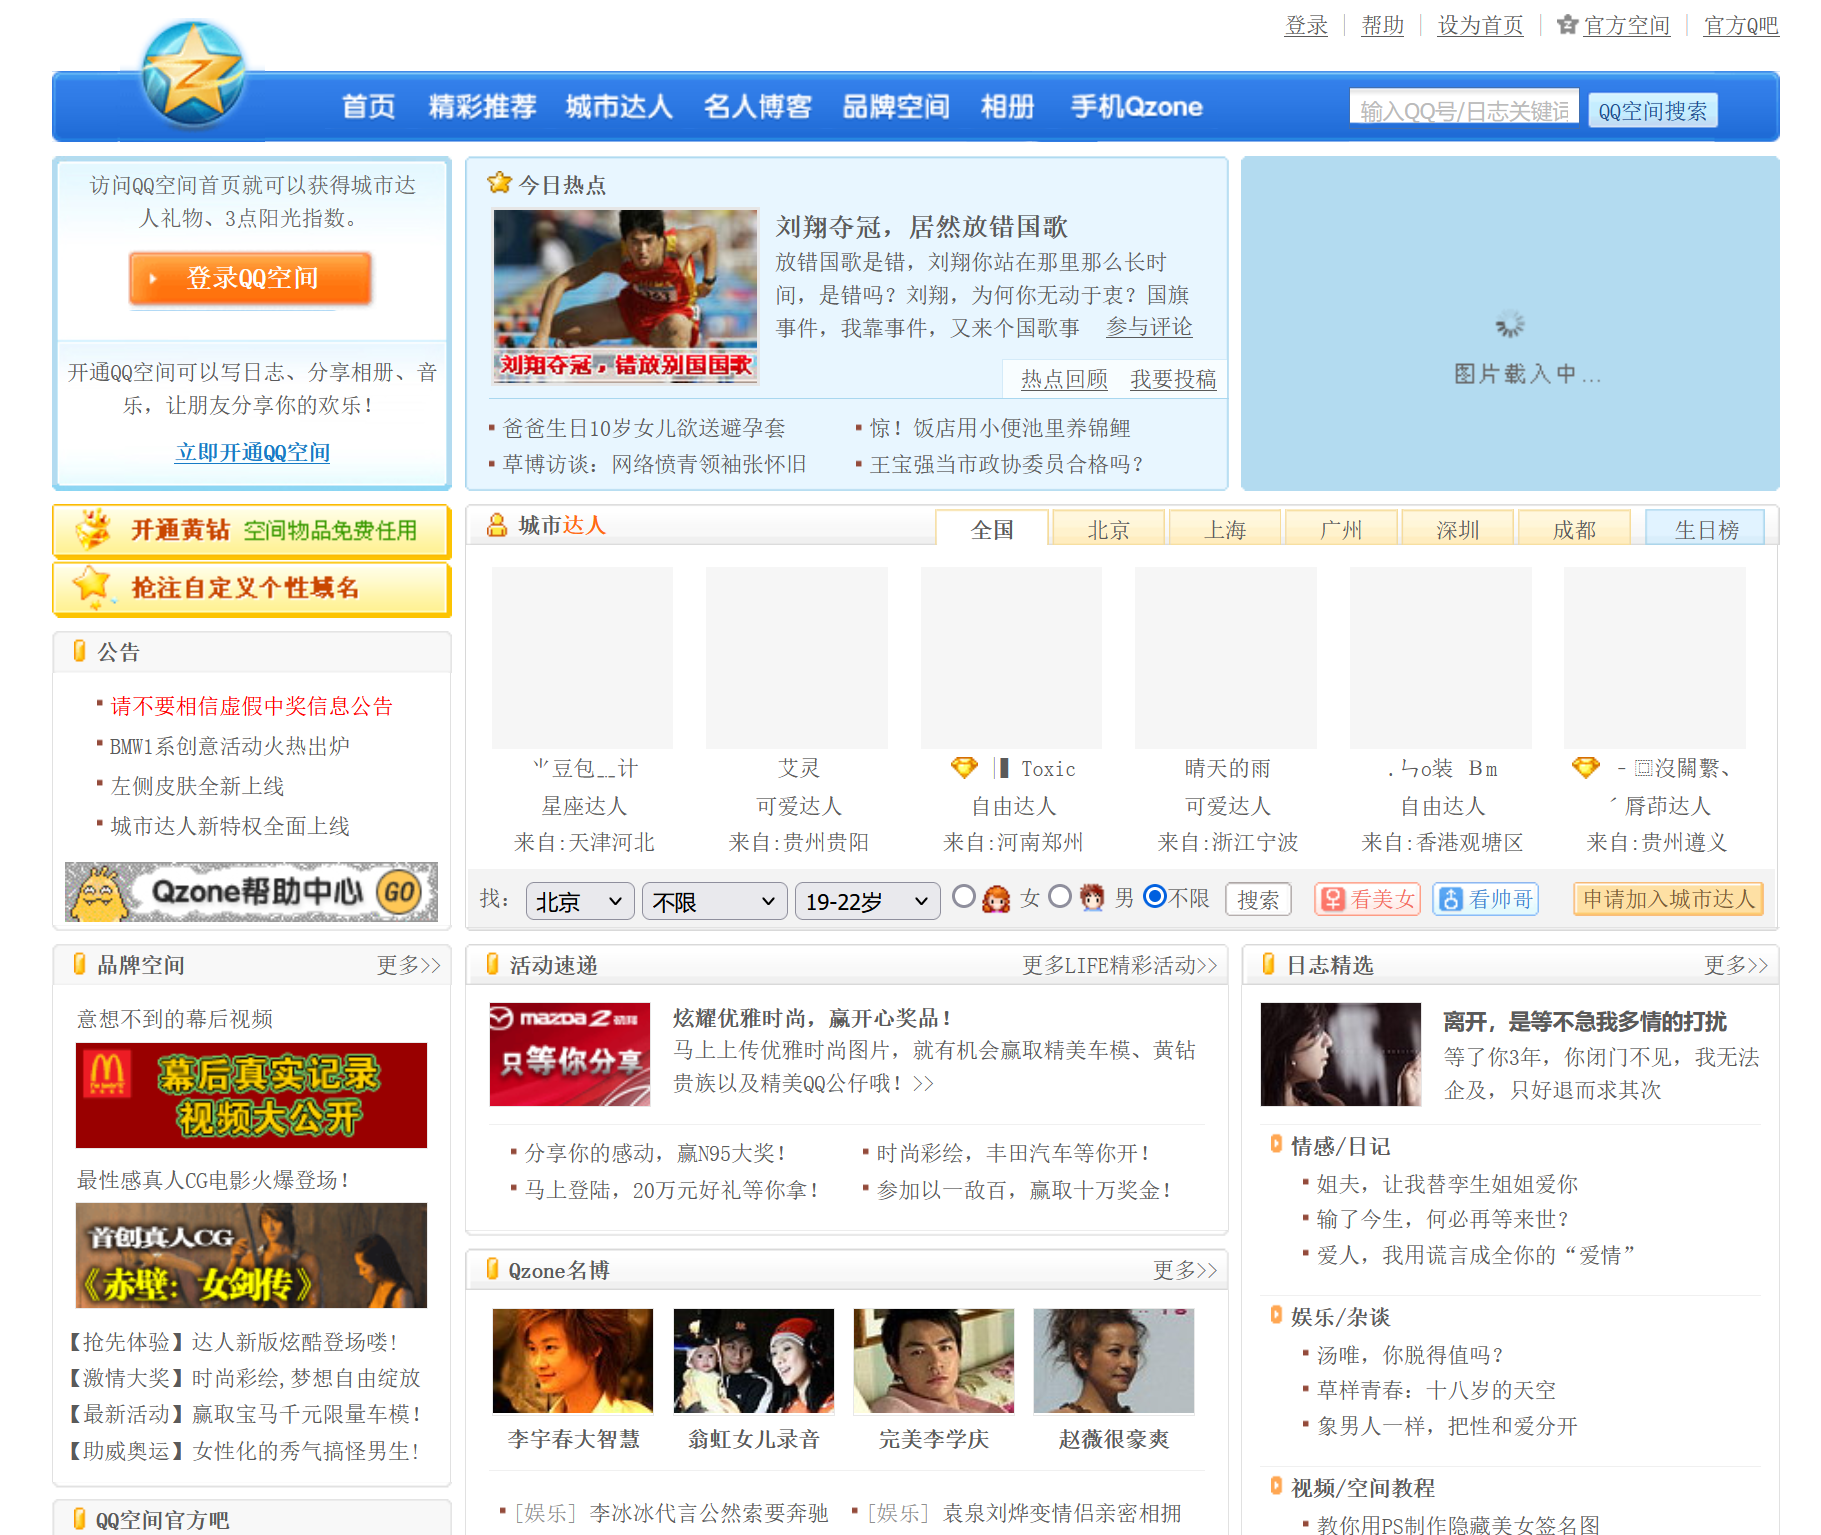 登录 帮助 设为首页 官方空间 官方Q吧
首页 精彩推荐 城市达人 名人博客 品牌空间 相册 手机Qzone
输入QQ号/日志关键词 QQ空间搜索
访问QQ空间首页就可以获得城市达
人礼物、3点阳光指数。
登录QQ空间
开通QQ空间可以写日志、分享相册、音
乐，让朋友分享你的欢乐！
立即开通QQ空间
今日热点
刘翔夺冠，错放别国国歌
刘翔夺冠，居然放错国歌
放错国歌是错，刘翔你站在那里那么长时
间，是错吗？刘翔，为何你无动于衷？国旗
事件，我靠事件，又来个国歌事 参与评论
热点回顾 我要投稿
爸爸生日10岁女儿欲送避孕套
惊！饭店用小便池里养锦鲤
草博访谈：网络愤青领袖张怀旧
王宝强当市政协委员合格吗？
图片载入中...
开通黄钻 空间物品免费任用
抢注自定义个性域名
公告
请不要相信虚假中奖信息公告
BMW1系创意活动火热出炉
左侧皮肤全新上线
城市达人新特权全面上线
Qzone帮助中心 GO
城市达人
全国 北京 上海 广州 深圳 成都 生日榜
豆包__计
星座达人
来自:天津河北
艾灵
可爱达人
来自:贵州贵阳
Toxic
自由达人
来自:河南郑州
晴天的雨
可爱达人
来自:浙江宁波
.ㄣo装 Bm
自由达人
来自:香港观塘区
沒關繫、
达人
来自:贵州遵义
找： 北京 不限 19-22岁 女 男 不限 搜索 看美女 看帅哥 申请加入城市达人
品牌空间 更多>>
意想不到的幕后视频
幕后真实记录
视频大公开
最性感真人CG电影火爆登场！
首创真人CG
《赤壁：女剑传》
【抢先体验】达人新版炫酷登场喽!
【激情大奖】时尚彩绘,梦想自由绽放
【最新活动】赢取宝马千元限量车模！
【助威奥运】女性化的秀气搞怪男生!
QQ空间官方吧
活动速递 更多LIFE精彩活动>>
mazda2
只等你分享
炫耀优雅时尚，赢开心奖品！
马上上传优雅时尚图片，就有机会赢取精美车模、黄钻
贵族以及精美QQ公仔哦！>>
分享你的感动，赢N95大奖！
时尚彩绘，丰田汽车等你开！
马上登陆，20万元好礼等你拿！
参加以一敌百，赢取十万奖金！
Qzone名博 更多>>
李宇春大智慧 翁虹女儿录音 完美李学庆 赵薇很豪爽
[娱乐] 李冰冰代言公然索要奔驰
[娱乐] 袁泉刘烨变情侣亲密相拥
日志精选 更多>>
离开，是等不急我多情的打扰
等了你3年，你闭门不见，我无法
企及，只好退而求其次
情感/日记
姐夫，让我替孪生姐姐爱你
输了今生，何必再等来世？
爱人，我用谎言成全你的“爱情”
娱乐/杂谈
汤唯，你脱得值吗？
草样青春：十八岁的天空
象男人一样，把性和爱分开
视频/空间教程
教你用PS制作隐藏美女签名图